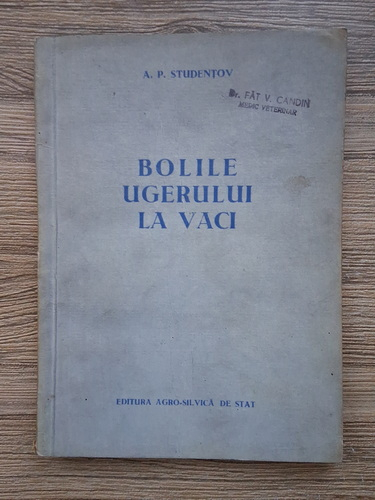 A. P. STUDENȚOV
Dr. FĂT V. CANDIN
MEDIC VETERINAR
BOLILE
UGERULUI
LA VACI
EDITURA AGRO-SILVICĂ DE STAT